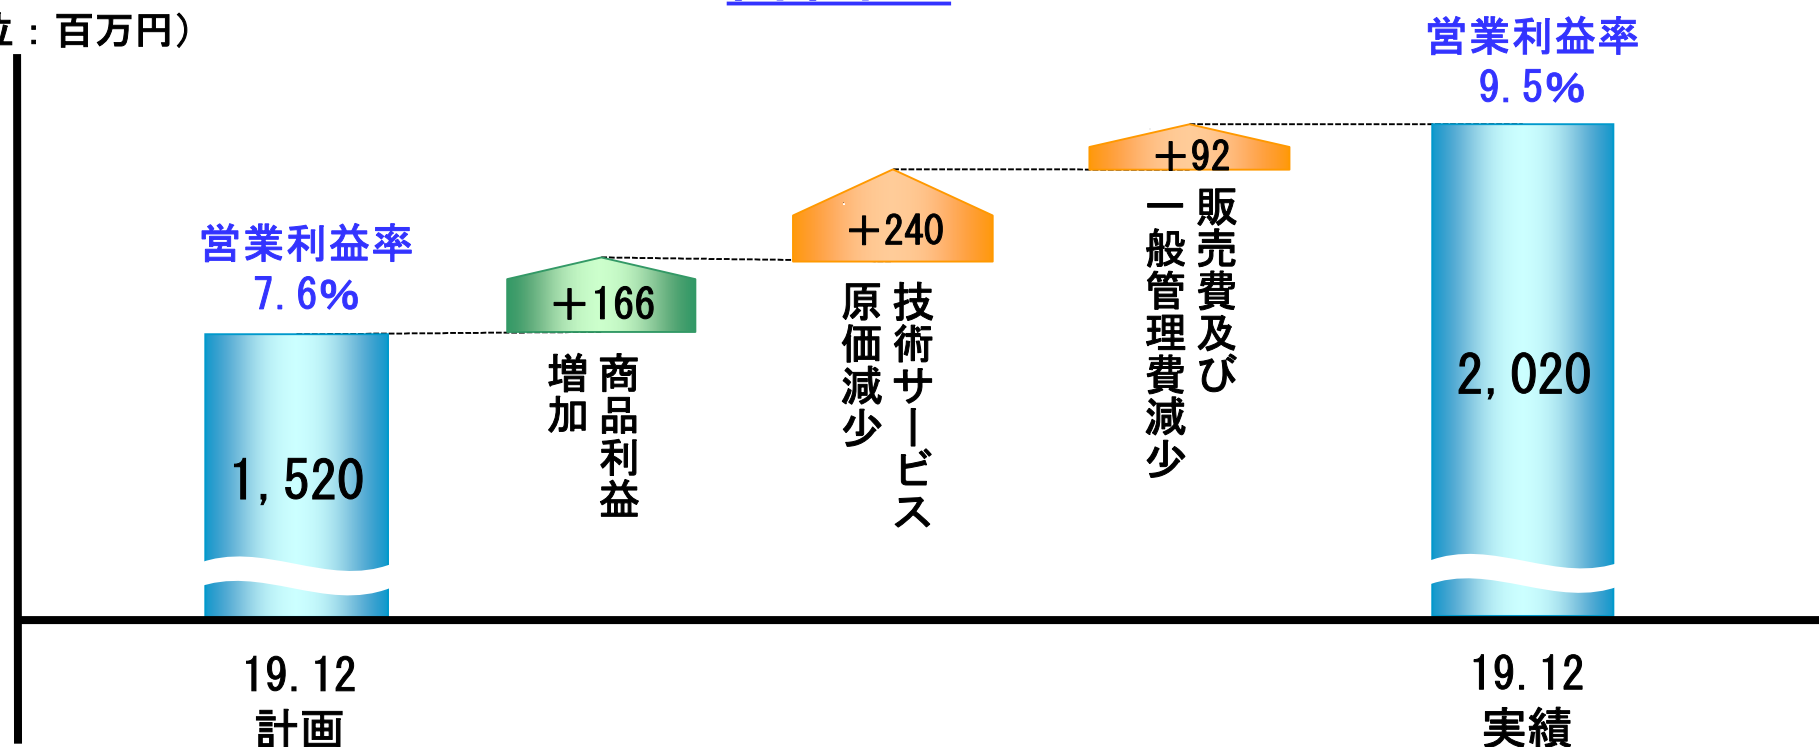 ：百万円）
営業利益率
9.5％
＋92
販売費及び
一般管理費減少
＋240
技術サービス
原価減少
営業利益率
7.6％
＋166
商品利益
増加
1,520
2,020
19.12
計画
19.12
実績